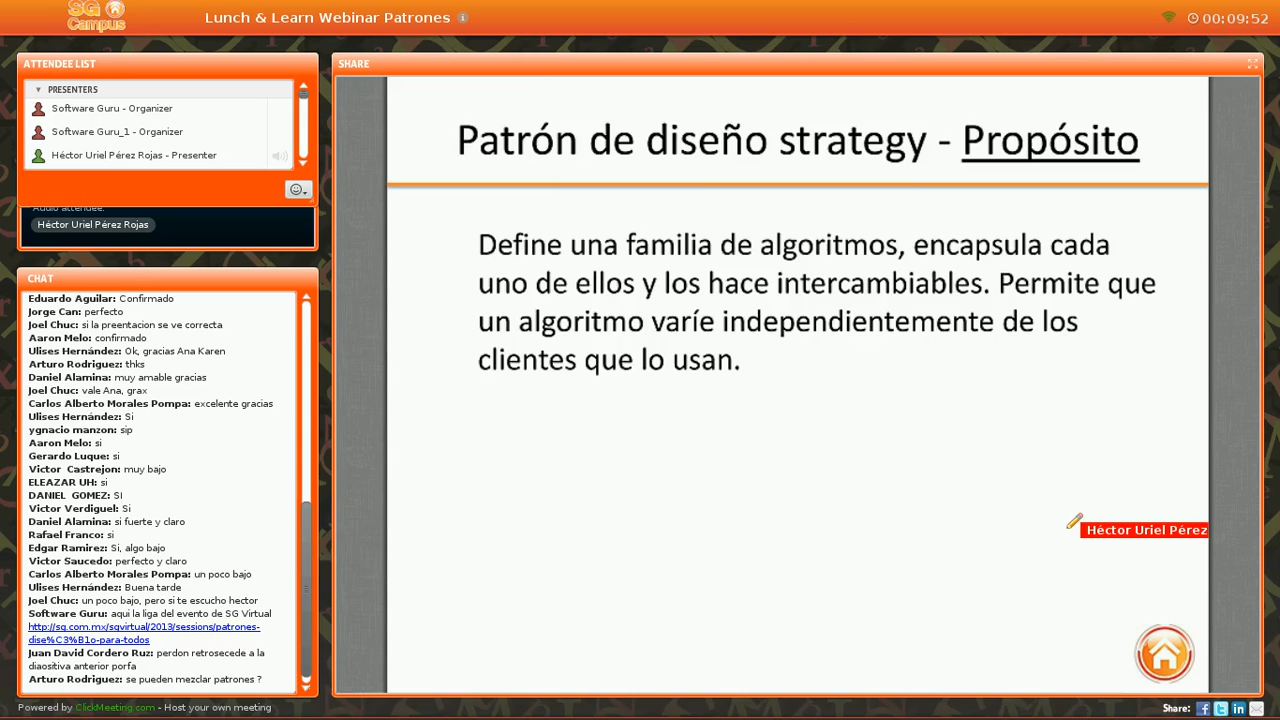 SG Campus
Lunch & Learn Webinar Patrones
00:09:52
ATTENDEE LIST
PRESENTERS
Software Guru - Organizer
Software Guru_1 - Organizer
Héctor Uriel Pérez Rojas - Presenter
Audio attendee:
Héctor Uriel Pérez Rojas
CHAT
Eduardo Aguilar: Confirmado
Jorge Can: perfecto
Joel Chuc: si la preentacion se ve correcta
Aaron Melo: confirmado
Ulises Hernández: Ok, gracias Ana Karen
Arturo Rodriguez: thks
Daniel Alamina: muy amable gracias
Joel Chuc: vale Ana, grax
Carlos Alberto Morales Pompa: excelente gracias
Ulises Hernández: Si
ygnacio manzon: sip
Aaron Melo: si
Gerardo Luque: si
Victor Castrejon: muy bajo
ELEAZAR UH: si
DANIEL GOMEZ: SI
Victor Verdiguel: Si
Daniel Alamina: si fuerte y claro
Rafael Franco: si
Edgar Ramirez: Si, algo bajo
Victor Saucedo: perfecto y claro
Carlos Alberto Morales Pompa: un poco bajo
Ulises Hernández: Buena tarde
Joel Chuc: un poco bajo, pero si te escucho hector
Software Guru: aqui la liga del evento de SG Virtual
http://sg.com.mx/sgvirtual/2013/sessions/patrones-
dise%C3%B1o-para-todos
Juan David Cordero Ruz: perdon retrosecede a la
diaositiva anterior porfa
Arturo Rodriguez: se pueden mezclar patrones ?
SHARE
Patrón de diseño strategy - Propósito
Define una familia de algoritmos, encapsula cada
uno de ellos y los hace intercambiables. Permite que
un algoritmo varíe independientemente de los
clientes que lo usan.
Héctor Uriel Pérez
Powered by ClickMeeting.com - Host your own meeting
Share: